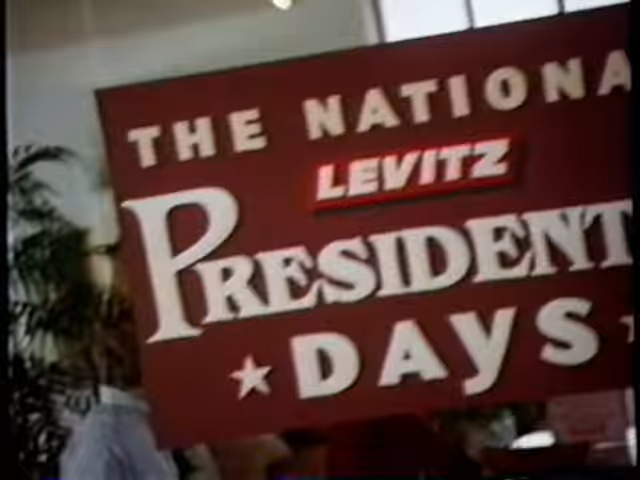 THE NATIONA
LEVITZ
PRESIDENT
★ DAYS